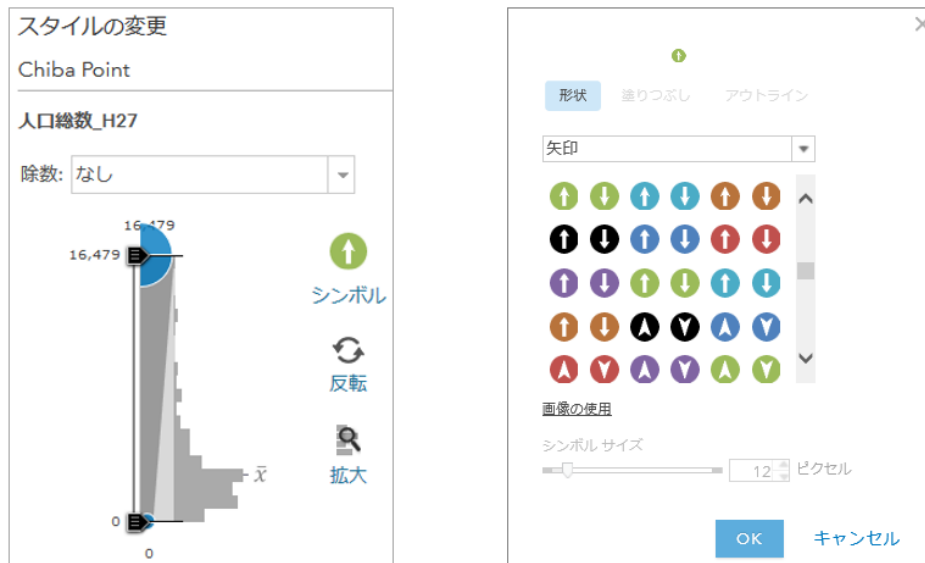 スタイルの変更
Chiba Point
人口総数_H27
除数: なし
16,479
16,479
シンボル
反転
x̄
拡大
0
0
×
形状 塗りつぶし アウトライン
矢印
画像の使用
シンボル サイズ
12 ピクセル
OK キャンセル